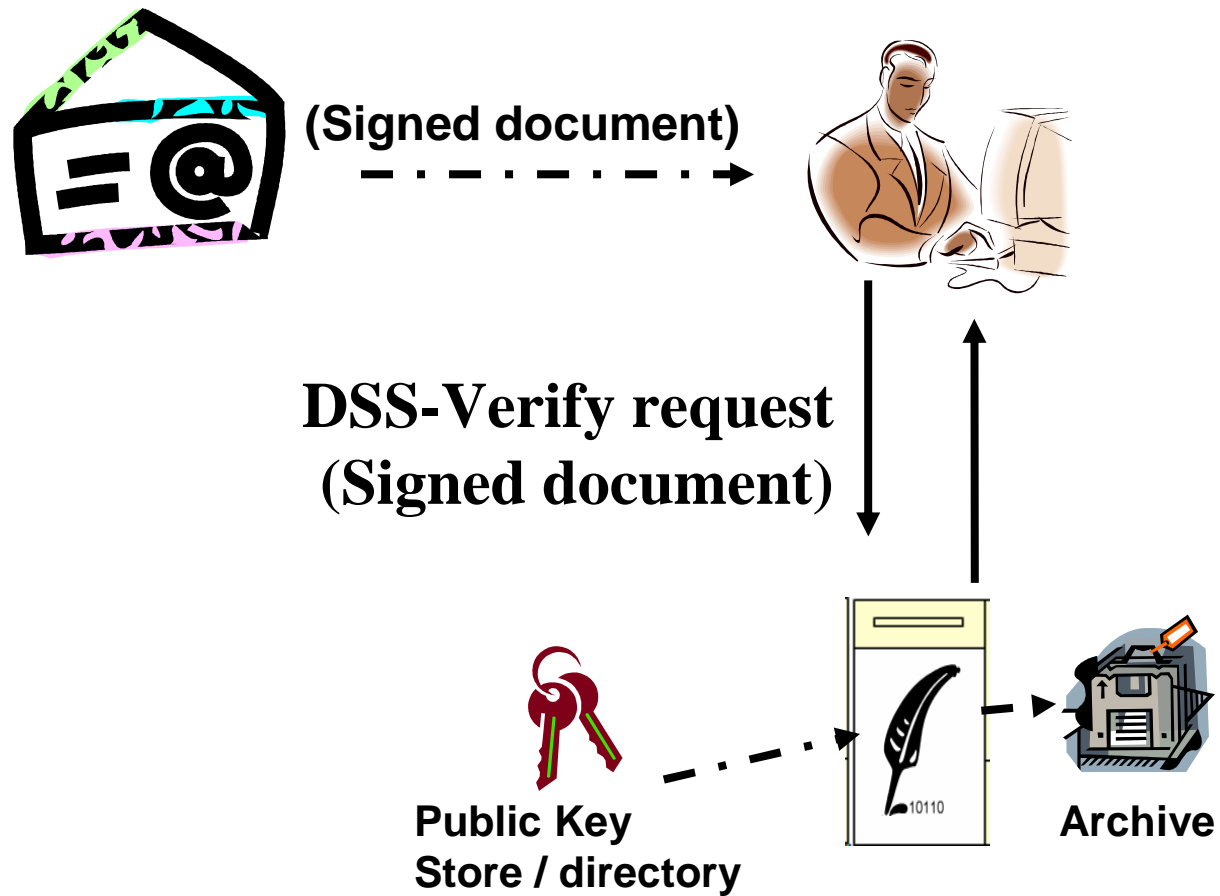 (Signed document)
= @
DSS-Verify request
(Signed document)
10110
Public Key
Store / directory
Archive